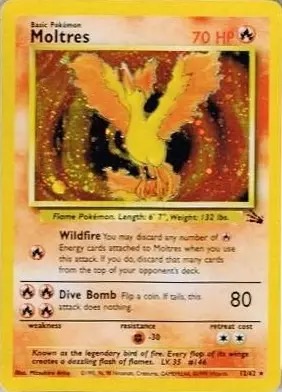 Basic Pokémon
Moltres 70 HP
Flame Pokémon. Length: 6' 7", Weight: 132 lbs.
Wildfire You may discard any number of
Energy cards attached to Moltres when you use
this attack. If you do, discard that many cards
from the top of your opponent's deck.
Dive Bomb Flip a coin. If tails, this
attack does nothing. 80
weakness resistance retreat cost
-30
Known as the legendary bird of fire. Every flap of its wings
creates a dazzling flash of flames. LV. 35 #146
Illus. Mitsuhiro Arita 12/62